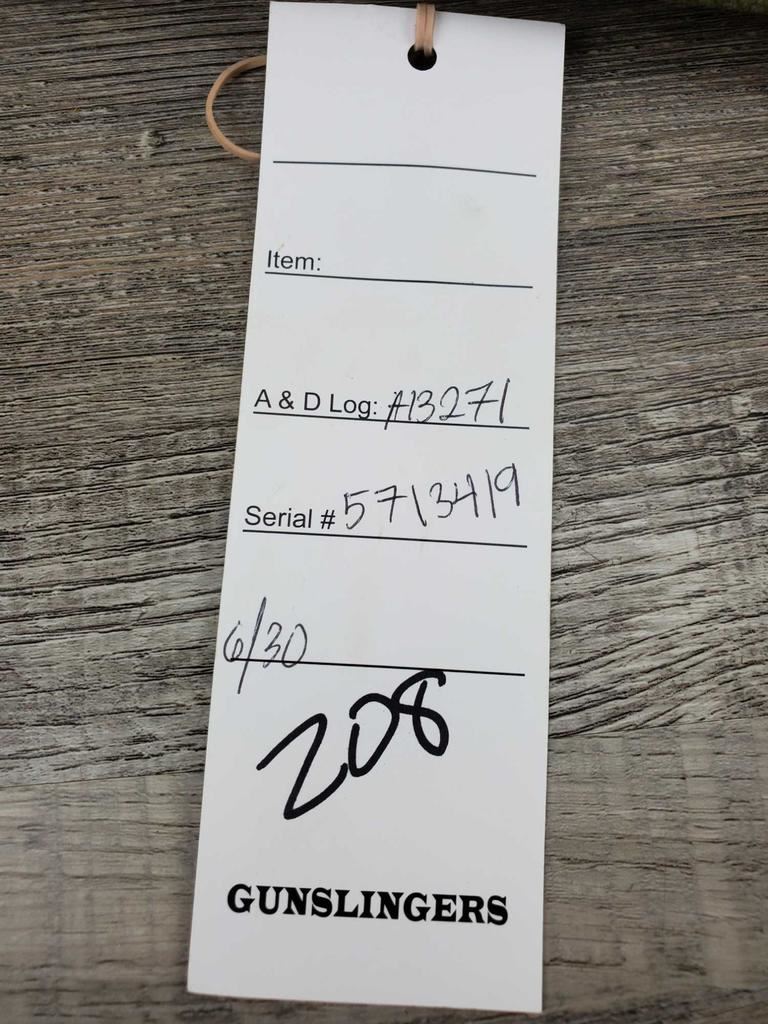 Item:
A & D Log: A13271
Serial # 5713419
6/30
208
GUNSLINGERS